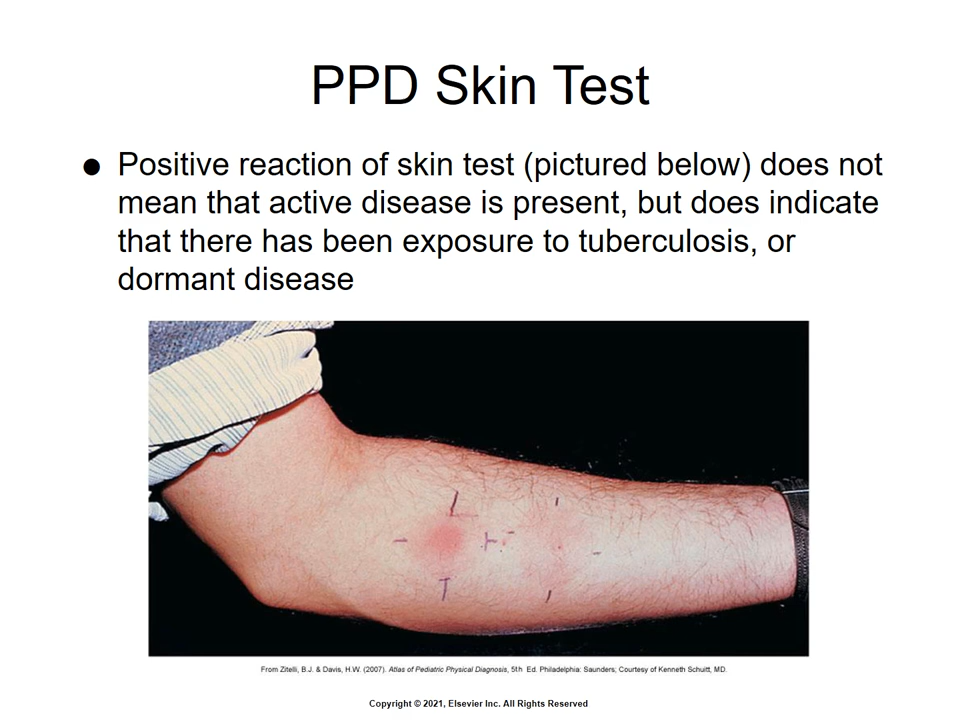 PPD Skin Test
● Positive reaction of skin test (pictured below) does not
mean that active disease is present, but does indicate
that there has been exposure to tuberculosis, or
dormant disease
From Zitelli, B.J. & Davis, H.W. (2007). Atlas of Pediatric Physical Diagnosis, 5th Ed. Philadelphia: Saunders; Courtesy of Kenneth Schuitt, MD.
Copyright © 2021, Elsevier Inc. All Rights Reserved